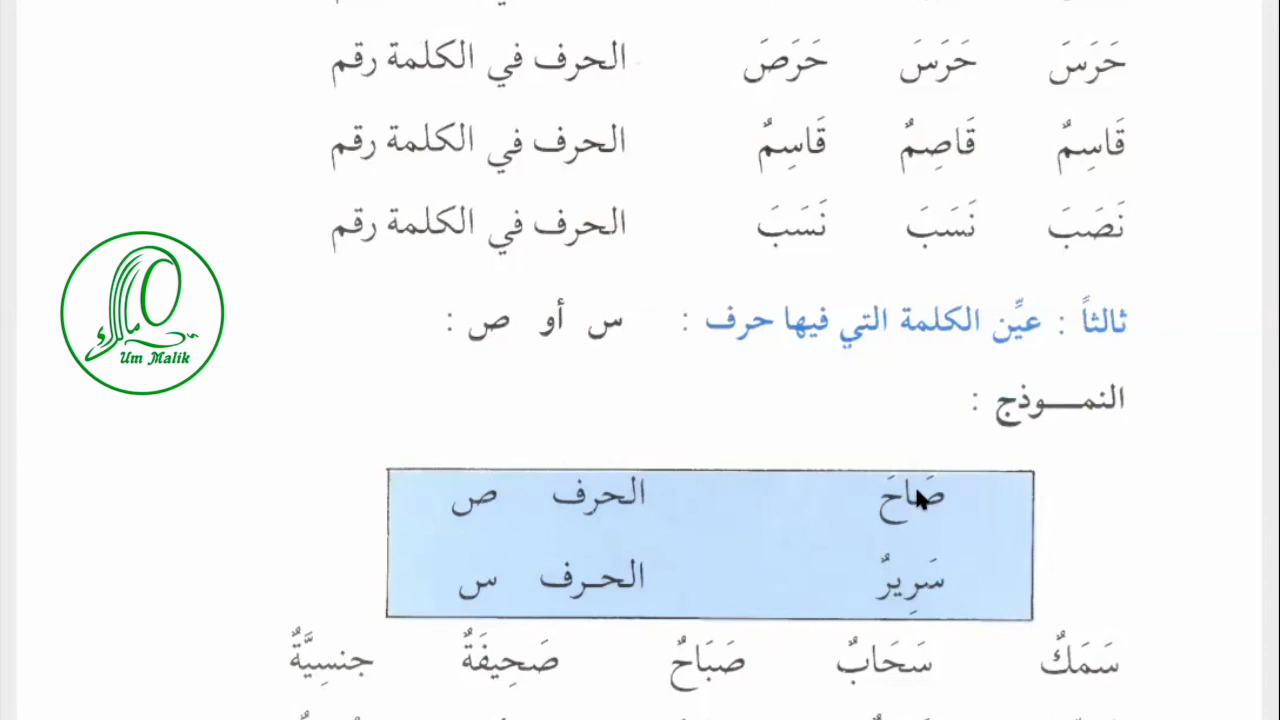 حَرَسَ حَرَسَ حَرَصَ الحرف في الكلمة رقم
قَاسِمٌ قَاصِمٌ قَاسِمٌ الحرف في الكلمة رقم
نَصَبَ نَسَبَ نَسَبَ الحرف في الكلمة رقم
Um Malik
ثالثاً : عيِّن الكلمة التي فيها حرف : س أو ص :
النمـــوذج :
صَاحَ الحرف ص
سَرِيرٌ الحـرف س
سَمَكٌ سَحَابٌ صَبَاحٌ صَحِيفَةٌ جنسِيَّةٌ